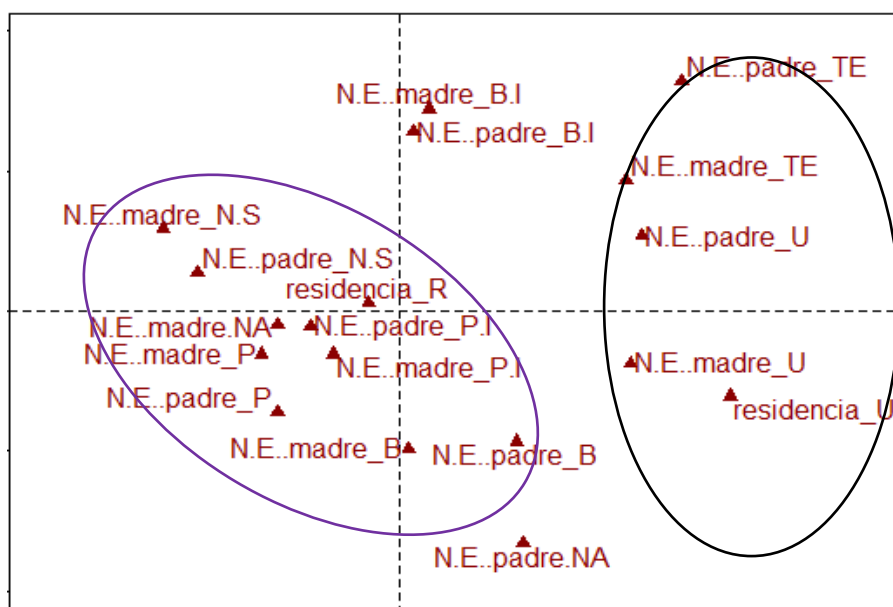 N.E..padre_TE
N.E..madre_B.I
N.E..padre_B.I
N.E..madre_TE
N.E..madre_N.S
N.E..padre_U
N.E..padre_N.S
residencia_R
N.E..madre.NA
N.E..padre_P.I
N.E..madre_P
N.E..madre_P.I
N.E..madre_U
N.E..padre_P
residencia_U
N.E..madre_B
N.E..padre_B
N.E..padre.NA